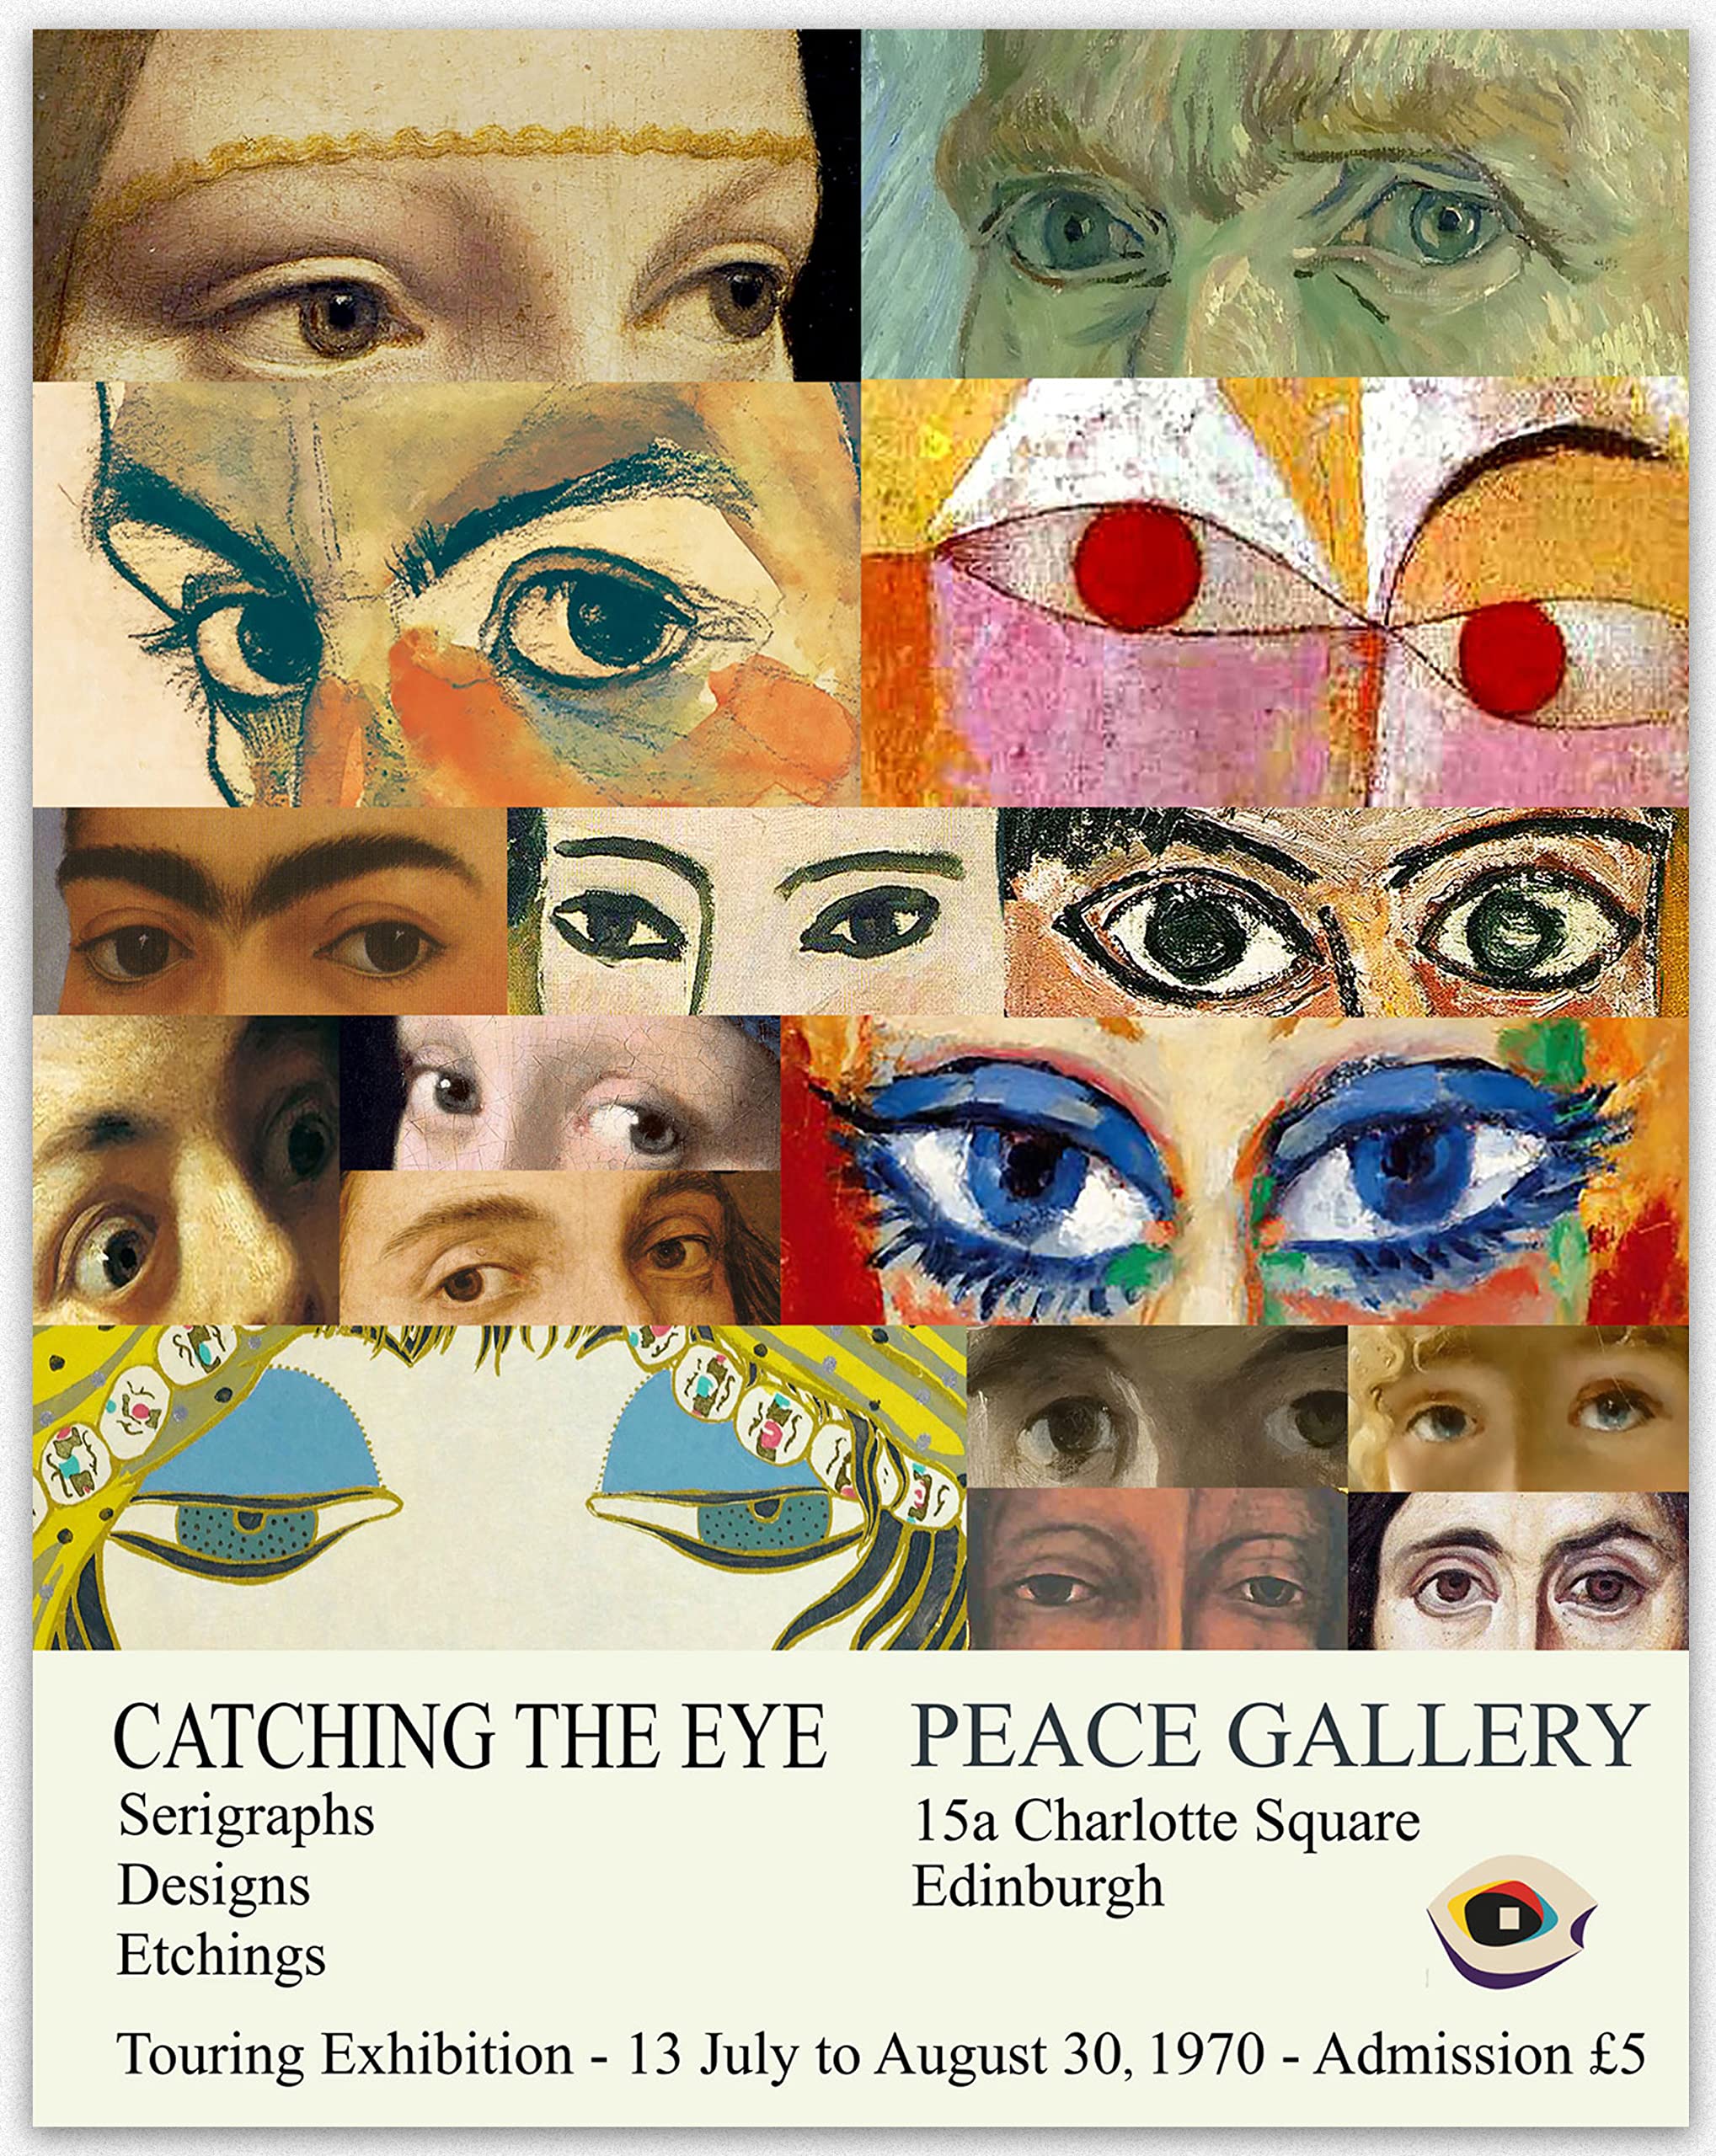 CATCHING THE EYE
Serigraphs
Designs
Etchings
PEACE GALLERY
15a Charlotte Square
Edinburgh
Touring Exhibition - 13 July to August 30, 1970 - Admission £5